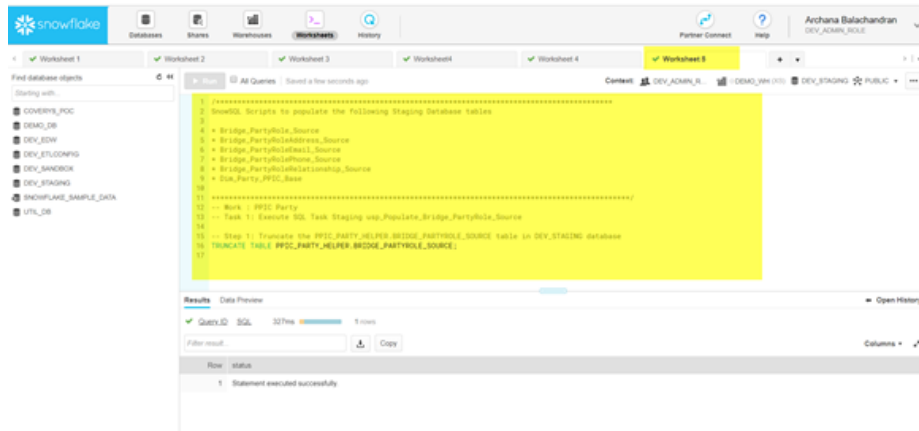 snowflake
Databases
Shares
Warehouses
Worksheets
History
Partner Connect
Help
Archana Balachandran
DEV_ADMIN_ROLE
Worksheet 1
Worksheet 2
Worksheet 3
Worksheet4
Worksheet 4
Worksheet 5
Find database objects
Starting with...
COVERYS_POC
DEMO_DB
DEV_EDW
DEV_ETLCONFIG
DEV_SANDBOX
DEV_STAGING
SNOWFLAKE_SAMPLE_DATA
UTIL_DB
Run All Queries Saved a few seconds ago
Context: DEV_ADMIN_R... DEMO_WH (XS) DEV_STAGING PUBLIC
1 /********************************************************************************************
2 SnowSQL Scripts to populate the following Staging Database tables
3
4 * Bridge_PartyRole_Source
5 * Bridge_PartyRoleAddress_Source
6 * Bridge_PartyRoleEmail_Source
7 * Bridge_PartyRolePhone_Source
8 * Bridge_PartyRoleRelationship_Source
9 * Dim_Party_PPIC_Base
10
11 *************************************************************************************************/
12 -- Work : PPIC Party
13 -- Task 1: Execute SQL Task Staging usp_Populate_Bridge_PartyRole_Source
14
15 -- Step 1: Truncate the PPIC_PARTY_HELPER.BRIDGE_PARTYROLE_SOURCE table in DEV_STAGING database
16 TRUNCATE TABLE PPIC_PARTY_HELPER.BRIDGE_PARTYROLE_SOURCE;
17
Results Data Preview
Open History
Query ID SQL 327ms 1 rows
Filter result...
Copy
Columns
Row status
1 Statement executed successfully.